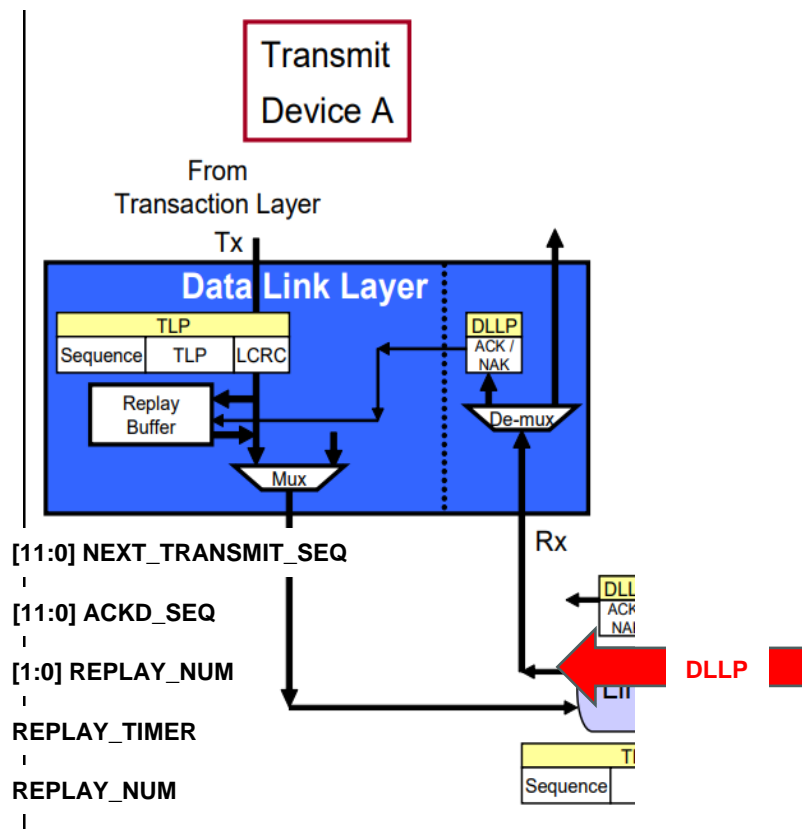 Transmit
Device A
From
Transaction Layer
Tx
Data Link Layer
TLP
Sequence TLP LCRC
DLLP
ACK /
NAK
Replay
Buffer
De-mux
Mux
Rx
[11:0] NEXT_TRANSMIT_SEQ
[11:0] ACKD_SEQ
[1:0] REPLAY_NUM
REPLAY_TIMER
REPLAY_NUM
DLLP
Sequence